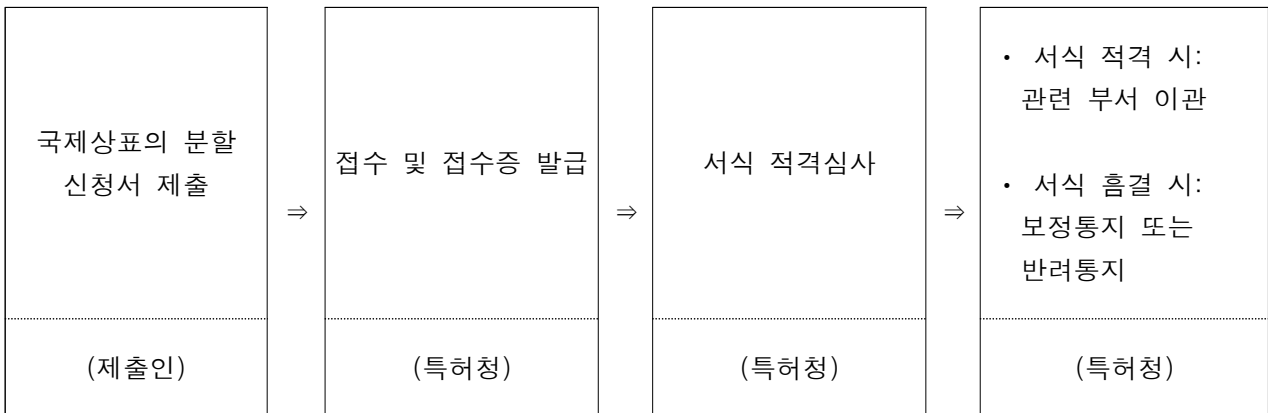 국제상표의 분할
신청서 제출
(제출인)
⇒
접수 및 접수증 발급
(특허청)
⇒
서식 적격심사
(특허청)
⇒
• 서식 적격 시:
관련 부서 이관
• 서식 흠결 시:
보정통지 또는
반려통지
(특허청)